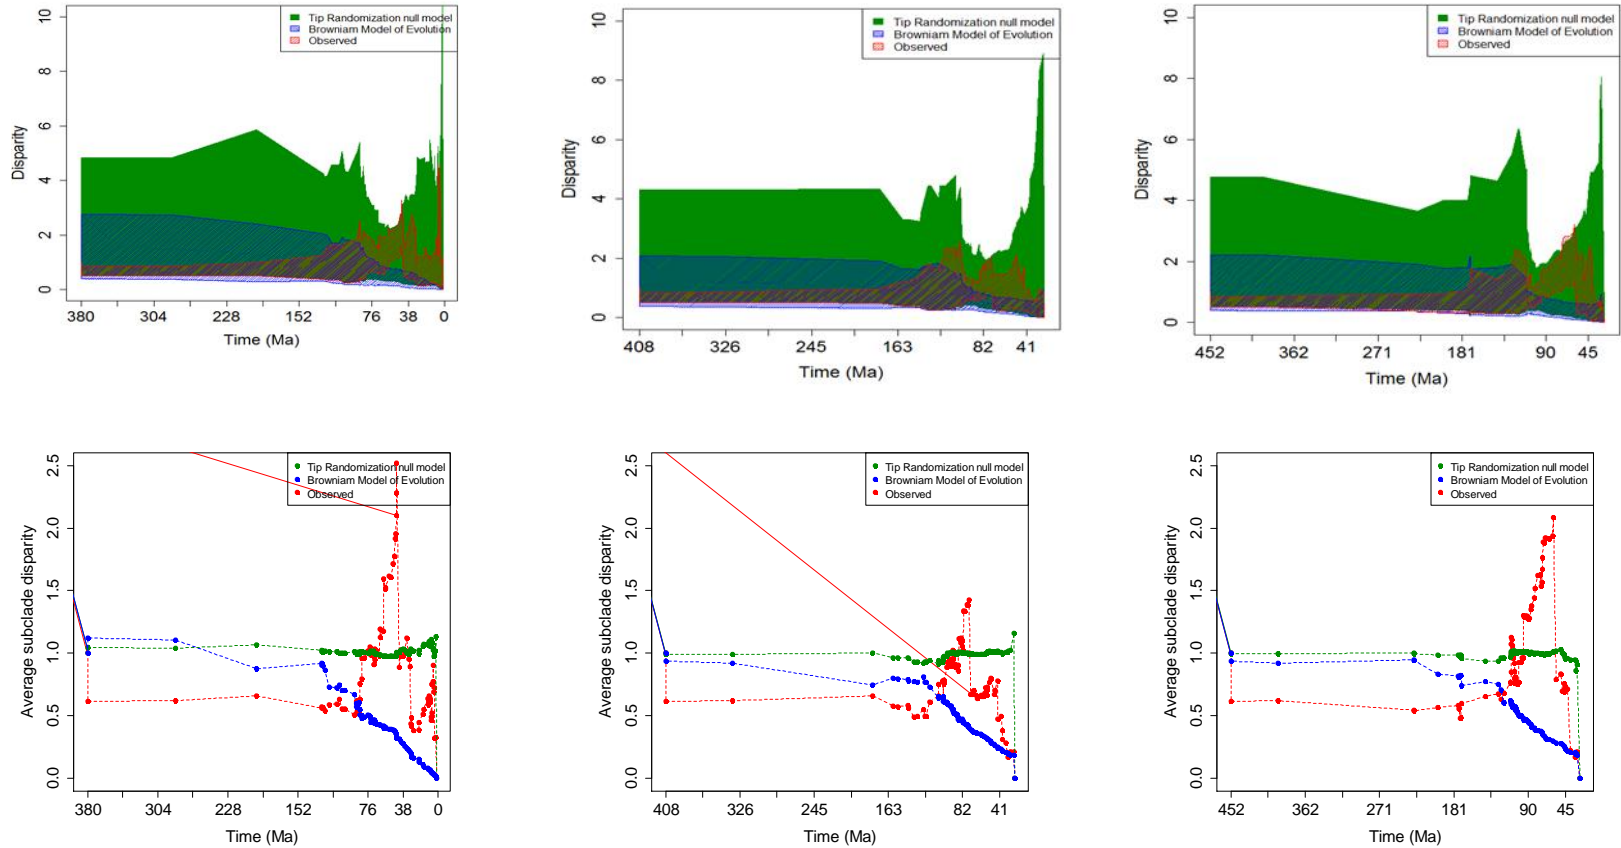 Tip Randomization null model
Browniam Model of Evolution
Observed
Disparity
10
8
6
4
2
0
380 304 228 152 76 38 0
Time (Ma)
Tip Randomization null model
Browniam Model of Evolution
Observed
Disparity
10
8
6
4
2
0
408 326 245 163 82 41
Time (Ma)
Tip Randomization null model
Browniam Model of Evolution
Observed
Disparity
10
8
6
4
2
0
452 362 271 181 90 45
Time (Ma)
Tip Randomization null model
Browniam Model of Evolution
Observed
Average subclade disparity
2.5
2.0
1.5
1.0
0.5
0.0
380 304 228 152 76 38 0
Time (Ma)
Tip Randomization null model
Browniam Model of Evolution
Observed
Average subclade disparity
2.5
2.0
1.5
1.0
0.5
0.0
408 326 245 163 82 41
Time (Ma)
Tip Randomization null model
Browniam Model of Evolution
Observed
Average subclade disparity
2.5
2.0
1.5
1.0
0.5
0.0
452 362 271 181 90 45
Time (Ma)